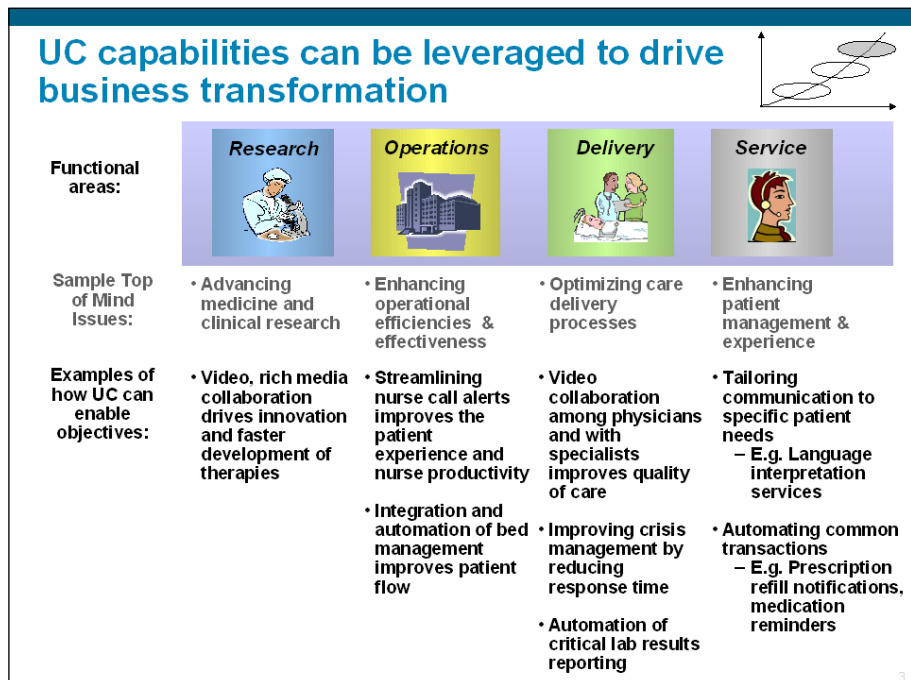 UC capabilities can be leveraged to drive
business transformation
Functional
areas:
Research
Operations
Delivery
Service
Sample Top
of Mind
Issues:
• Advancing
medicine and
clinical research
• Enhancing
operational
efficiencies &
effectiveness
• Optimizing care
delivery
processes
• Enhancing
patient
management &
experience
Examples of
how UC can
enable
objectives:
• Video, rich media
collaboration
drives innovation
and faster
development of
therapies
• Streamlining
nurse call alerts
improves the
patient
experience and
nurse productivity
• Integration and
automation of bed
management
improves patient
flow
• Video
collaboration
among physicians
and with
specialists
improves quality
of care
• Improving crisis
management by
reducing
response time
• Automation of
critical lab results
reporting
• Tailoring
communication to
specific patient
needs
– E.g. Language
interpretation
services
• Automating common
transactions
– E.g. Prescription
refill notifications,
medication
reminders
3